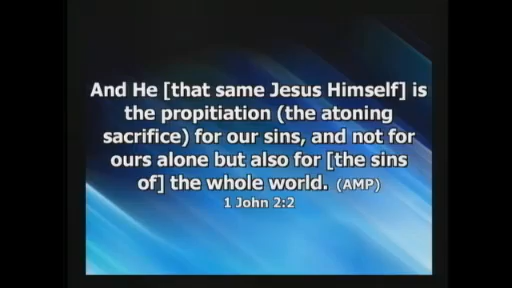 And He [that same Jesus Himself] is
the propitiation (the atoning
sacrifice) for our sins, and not for
ours alone but also for [the sins
of] the whole world. (AMP)
1 John 2:2